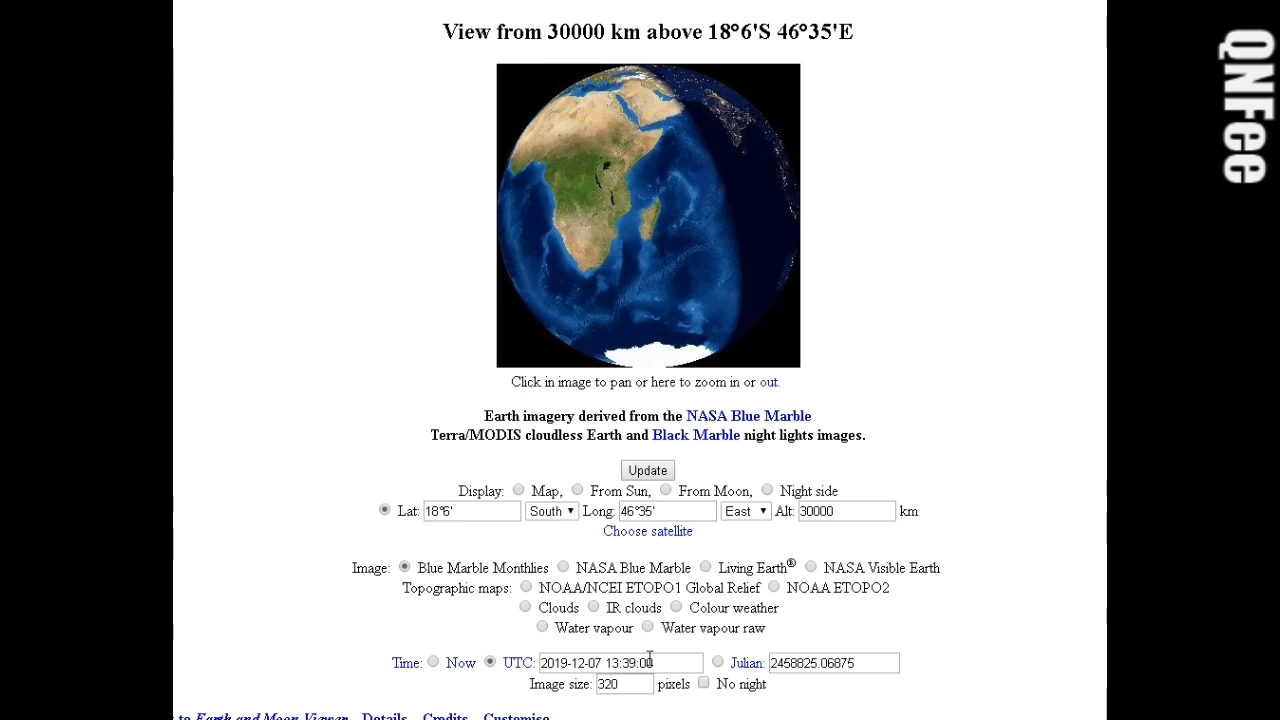 View from 30000 km above 18°6'S 46°35'E
QNFee
Click in image to pan or here to zoom in or out.
Earth imagery derived from the NASA Blue Marble
Terra/MODIS cloudless Earth and Black Marble night lights images.
Update
Display: Map, From Sun, From Moon, Night side
Lat: 18°6' South Long: 46°35' East Alt: 30000 km
Choose satellite
Image: Blue Marble Monthlies NASA Blue Marble Living Earth® NASA Visible Earth
Topographic maps: NOAA/NCEI ETOPO1 Global Relief NOAA ETOPO2
Clouds IR clouds Colour weather
Water vapour Water vapour raw
Time: Now UTC: 2019-12-07 13:39:00 Julian: 2458825.06875
Image size: 320 pixels No night
to Earth and Moon Viewer Details Credits Customise